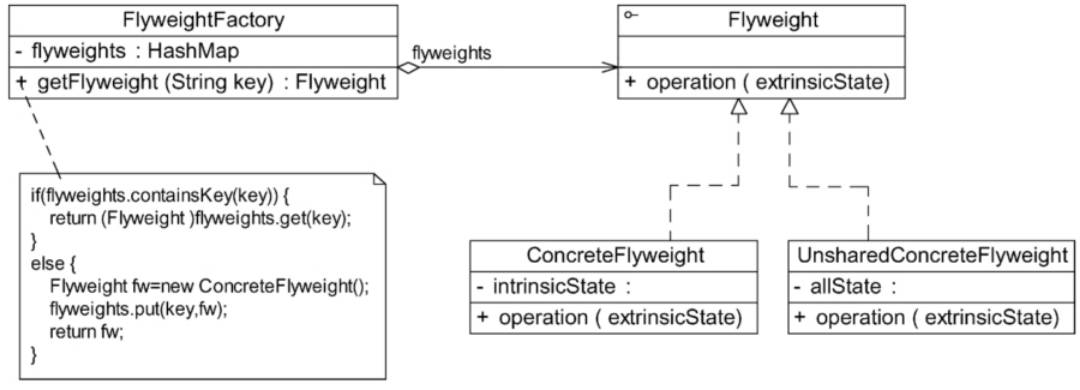 FlyweightFactory
- flyweights : HashMap
+ getFlyweight (String key) : Flyweight
flyweights
Flyweight
+ operation ( extrinsicState)
if(flyweights.containsKey(key)) {
return (Flyweight )flyweights.get(key);
}
else {
Flyweight fw=new ConcreteFlyweight();
flyweights.put(key,fw);
return fw;
}
ConcreteFlyweight
- intrinsicState :
+ operation ( extrinsicState)
UnsharedConcreteFlyweight
- allState :
+ operation ( extrinsicState)